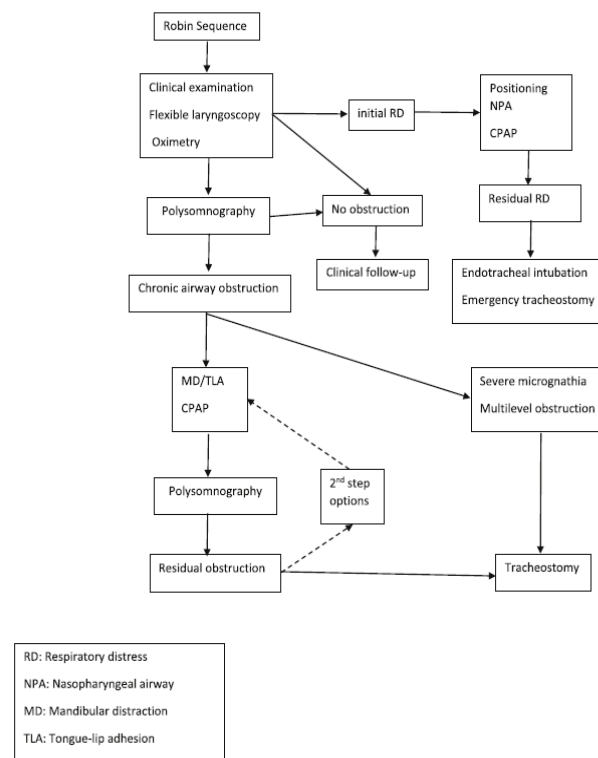 Robin Sequence
Clinical examination
Flexible laryngoscopy
Oximetry
initial RD
Positioning
NPA
CPAP
Polysomnography
No obstruction
Residual RD
Clinical follow-up
Endotracheal intubation
Emergency tracheostomy
Chronic airway obstruction
MD/TLA
CPAP
Severe micrognathia
Multilevel obstruction
Polysomnography
2nd step
options
Residual obstruction
Tracheostomy
RD: Respiratory distress
NPA: Nasopharyngeal airway
MD: Mandibular distraction
TLA: Tongue-lip adhesion